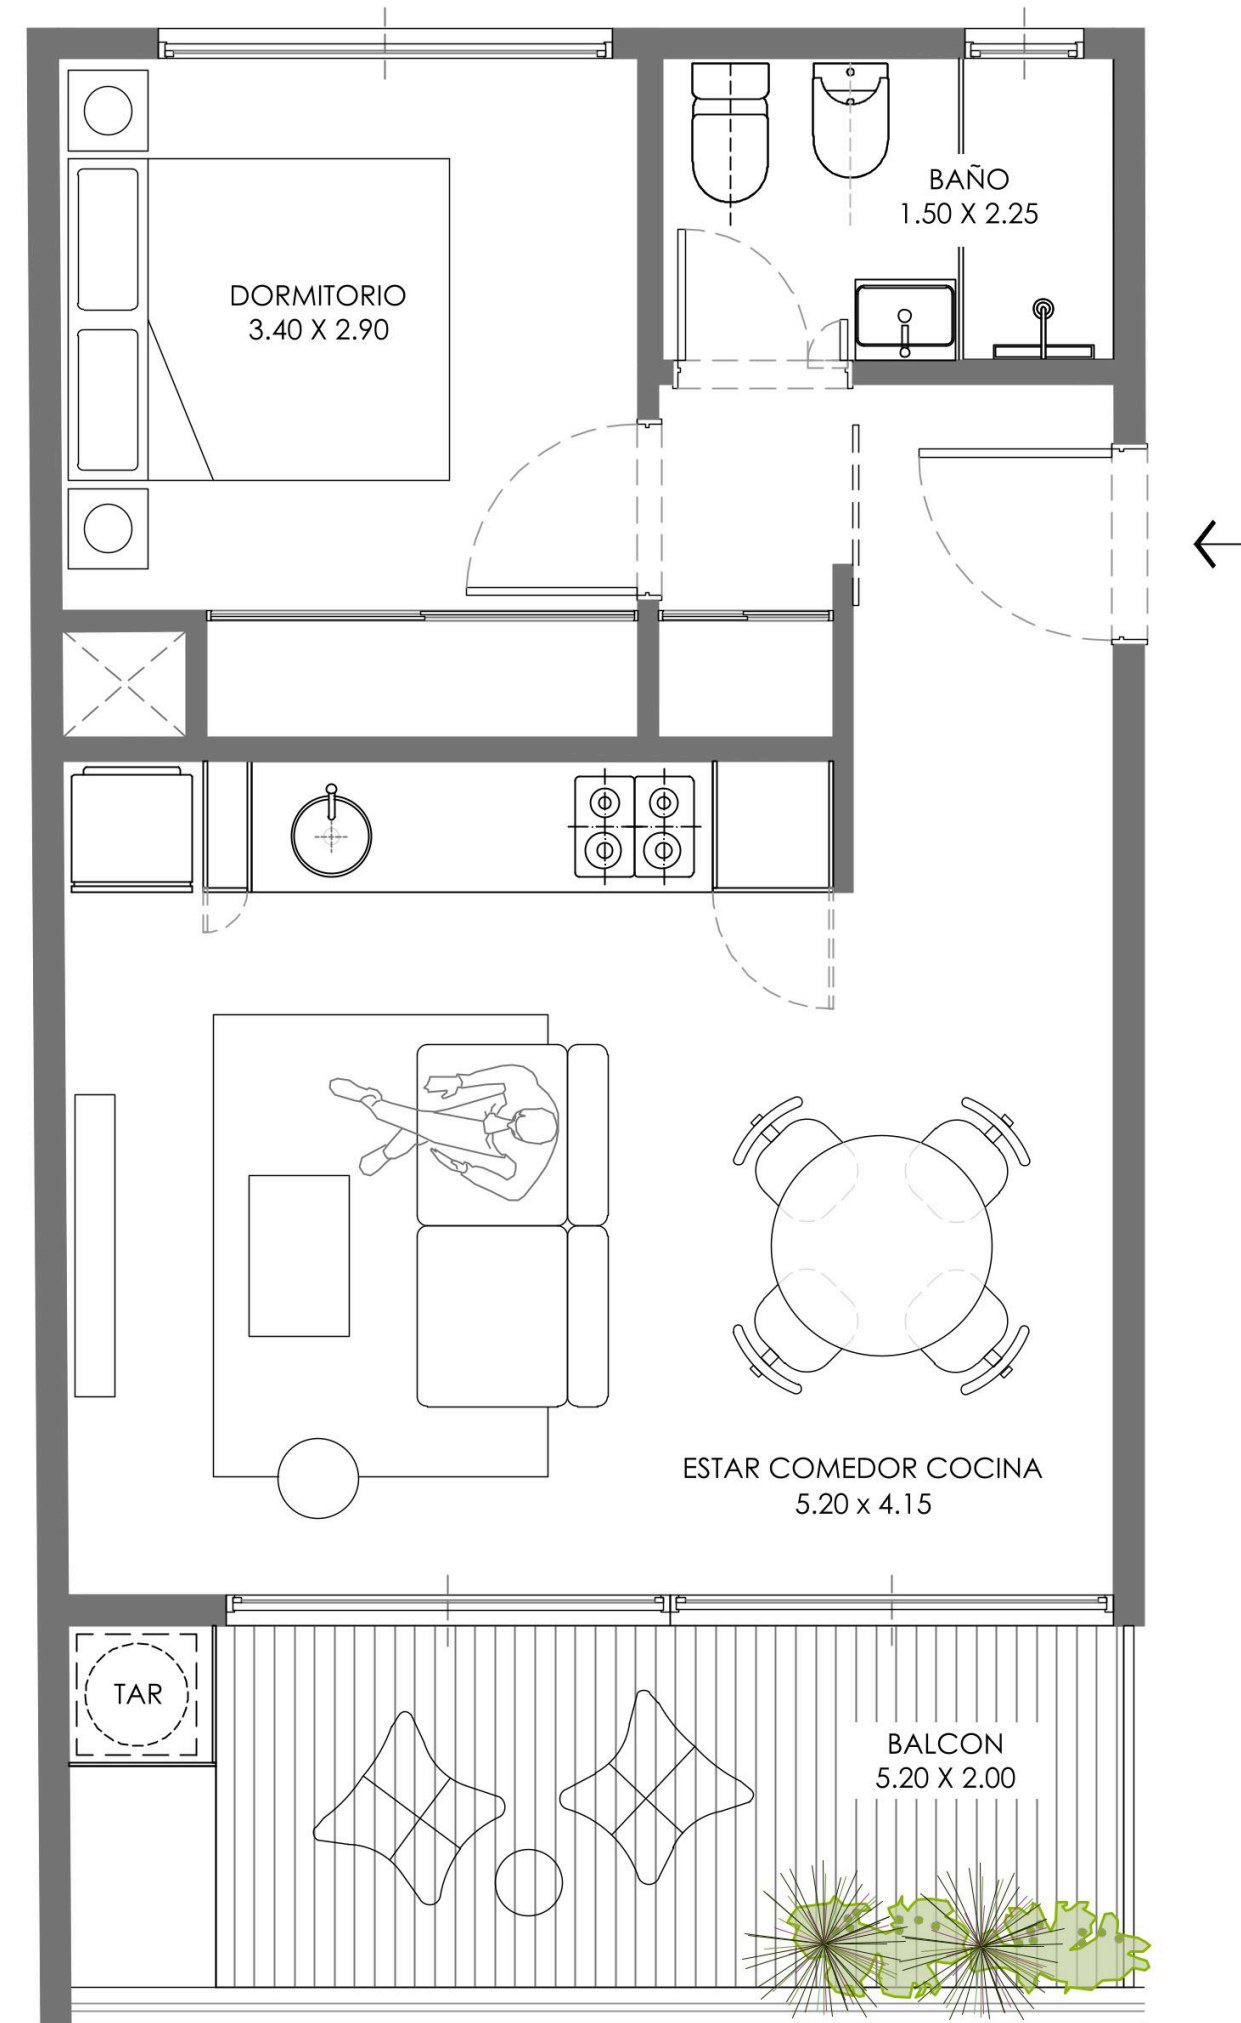 BAÑO
1.50 X 2.25
DORMITORIO
3.40 X 2.90
ESTAR COMEDOR COCINA
5.20 x 4.15
TAR
BALCON
5.20 X 2.00